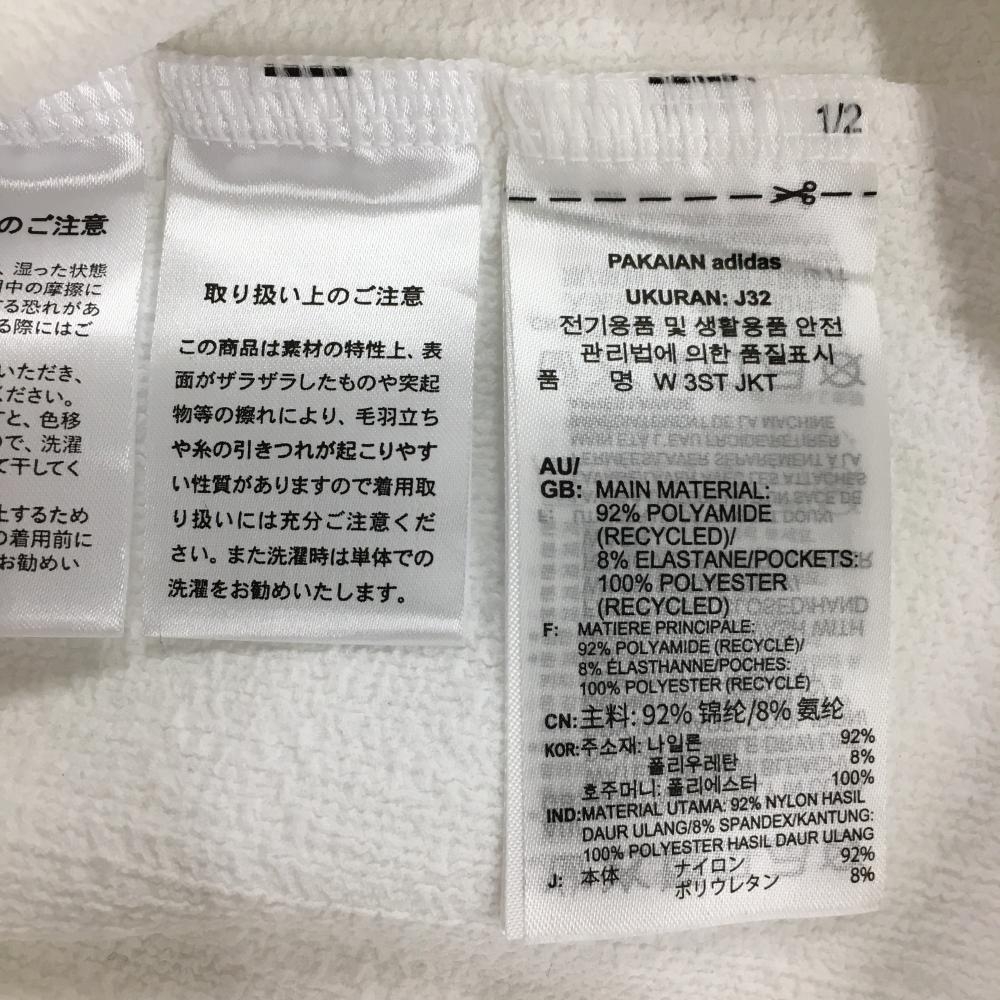 のご注意
、湿った状態
中の摩擦に
する恐れがあ
る際にはご
いただき、
ください。
すと、色移
ので、洗濯
て干してく
止するため
の着用前に
お勧めい
取り扱い上のご注意
この商品は素材の特性上、表
面がザラザラしたものや突起
物等の擦れにより、毛羽立ち
や糸の引きつれが起こりやす
い性質がありますので着用取
り扱いには充分ご注意くだ
さい。また洗濯時は単体での
洗濯をお勧めいたします。
1/2
PAKAIAN adidas
UKURAN: J32
전기용품 및 생활용품 안전
관리법에 의한 품질표시
품 명 W 3ST JKT
AU/
GB: MAIN MATERIAL:
92% POLYAMIDE
(RECYCLED)/
8% ELASTANE/POCKETS:
100% POLYESTER
(RECYCLED)
F: MATIERE PRINCIPALE:
92% POLYAMIDE (RECYCLÉ)/
8% ÉLASTHANNE/POCHES:
100% POLYESTER (RECYCLÉ)
CN: 主料: 92% 锦纶/8% 氨纶
KOR: 주소재: 나일론 92%
폴리우레탄 8%
호주머니: 폴리에스터 100%
IND: MATERIAL UTAMA: 92% NYLON HASIL
DAUR ULANG/8% SPANDEX/KANTUNG:
100% POLYESTER HASIL DAUR ULANG
J: 本体 ナイロン 92%
ポリウレタン 8%